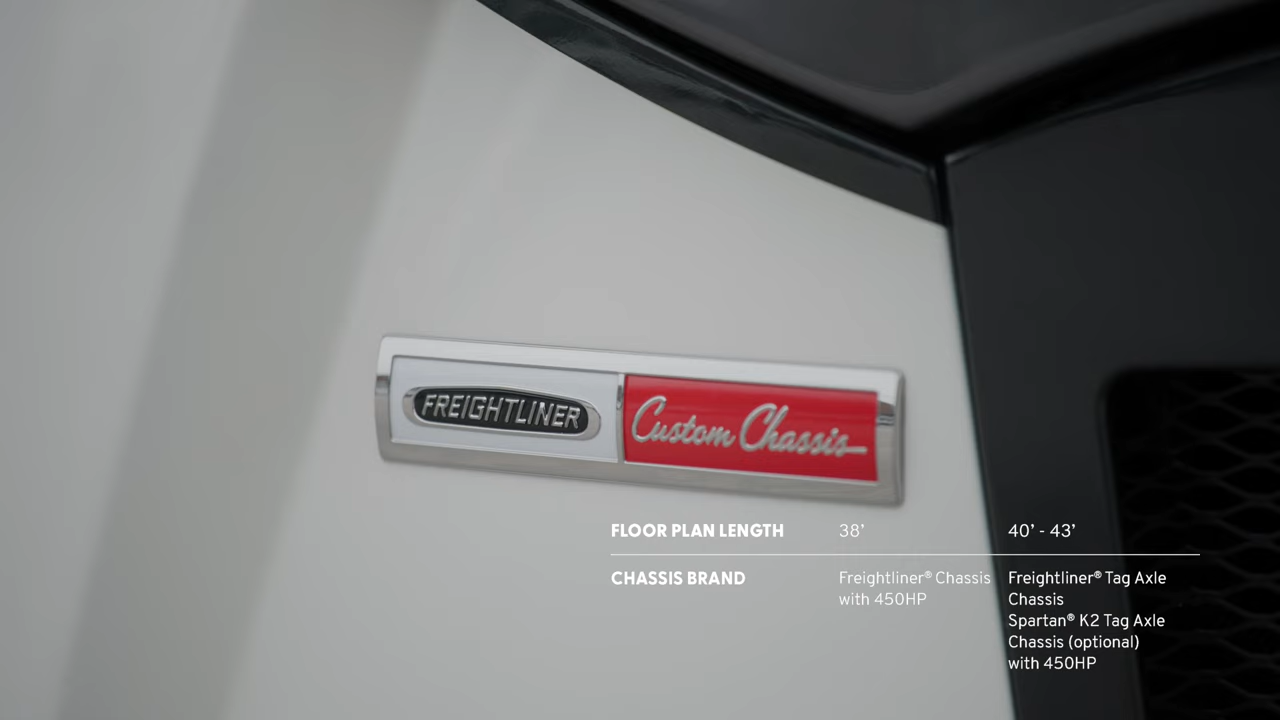 FREIGHTLINER Custom Chassis
FLOOR PLAN LENGTH 38’ 40’ - 43’
CHASSIS BRAND Freightliner® Chassis Freightliner® Tag Axle
with 450HP Chassis
Spartan® K2 Tag Axle
Chassis (optional)
with 450HP